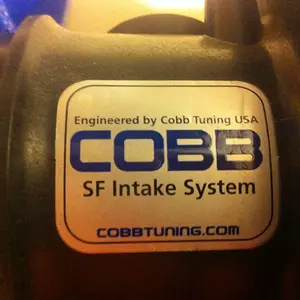 Engineered by Cobb Tuning USA
COBB
SF Intake System
COBBTUNING.COM